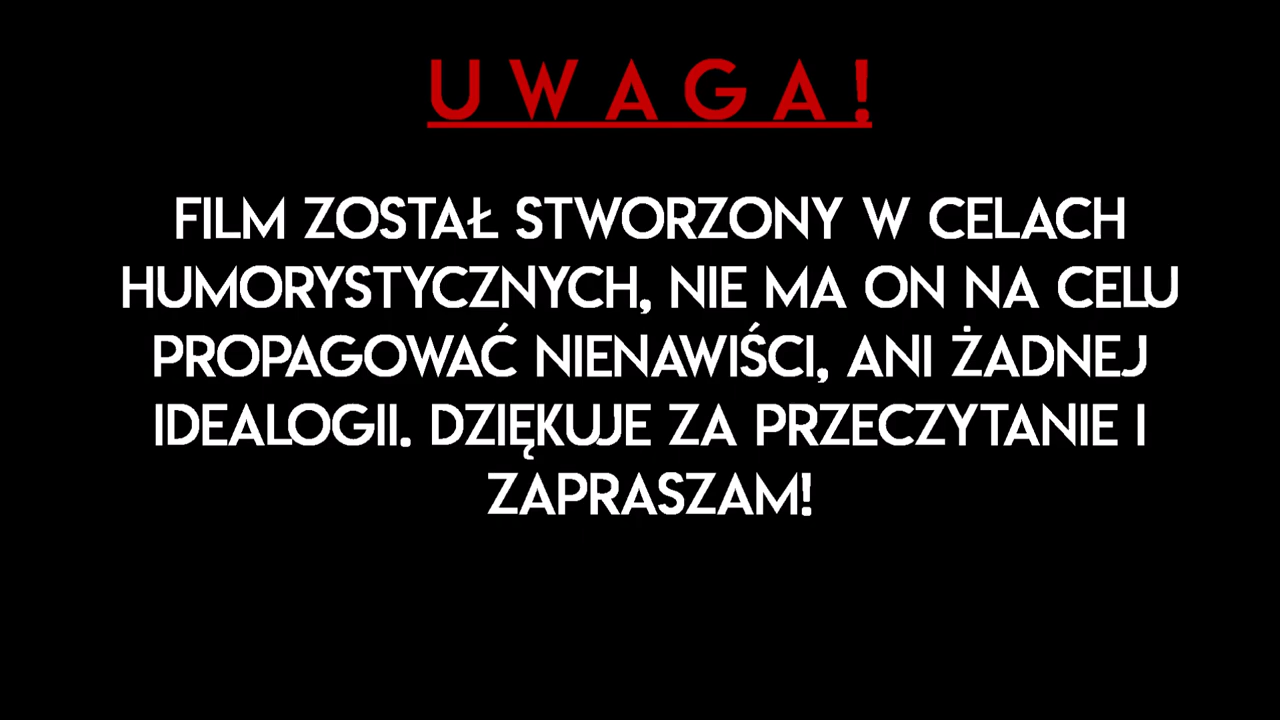 UWAGA!
FILM ZOSTAŁ STWORZONY W CELACH
HUMORYSTYCZNYCH, NIE MA ON NA CELU
PROPAGOWAĆ NIENAWIŚCI, ANI ŻADNEJ
IDEALOGII. DZIĘKUJE ZA PRZECZYTANIE I
ZAPRASZAM!